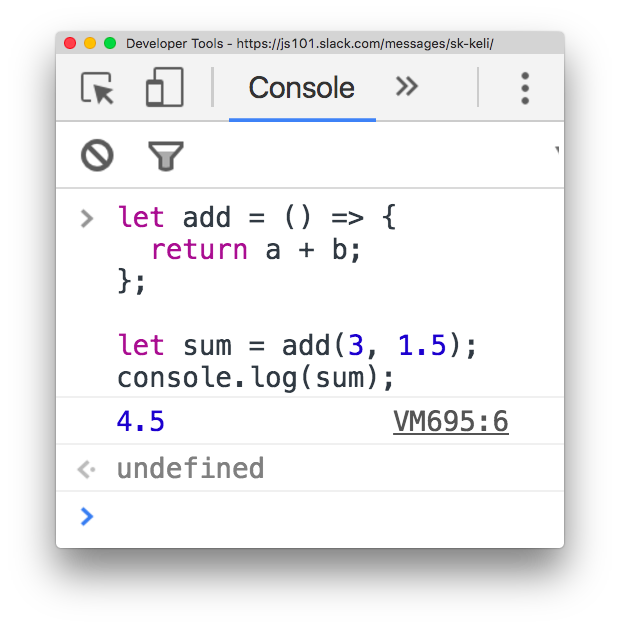 Developer Tools - https://js101.slack.com/messages/sk-keli/
Console
let add = () => {
  return a + b;
};
let sum = add(3, 1.5);
console.log(sum);
4.5 VM695:6
undefined